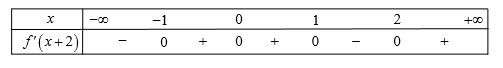 x −∞ −1 0 1 2 +∞
f′(x+2) − 0 + 0 + 0 − 0 +